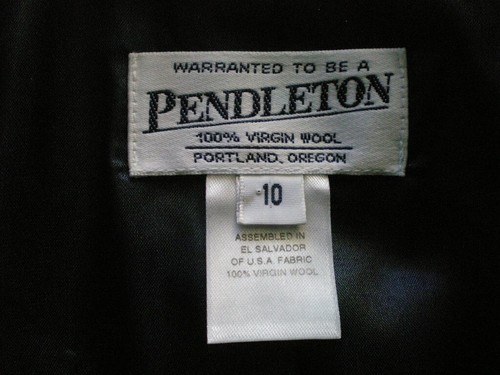 WARRANTED TO BE A
PENDLETON
100% VIRGIN WOOL
PORTLAND, OREGON
10
ASSEMBLED IN
EL SALVADOR
OF U.S.A. FABRIC
100% VIRGIN WOOL